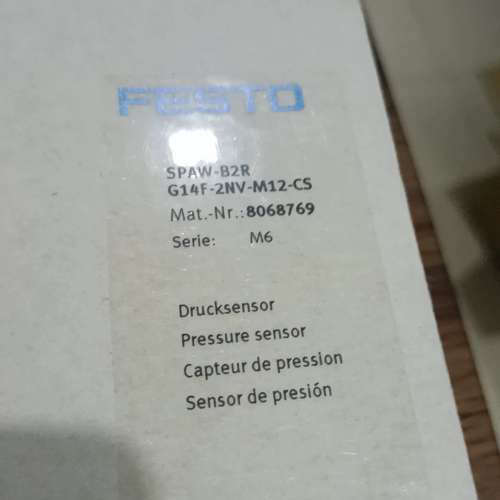 FESTO
SPAW-B2R
G14F-2NV-M12-CS
Mat.-Nr.:8068769
Serie: M6
Drucksensor
Pressure sensor
Capteur de pression
Sensor de presión